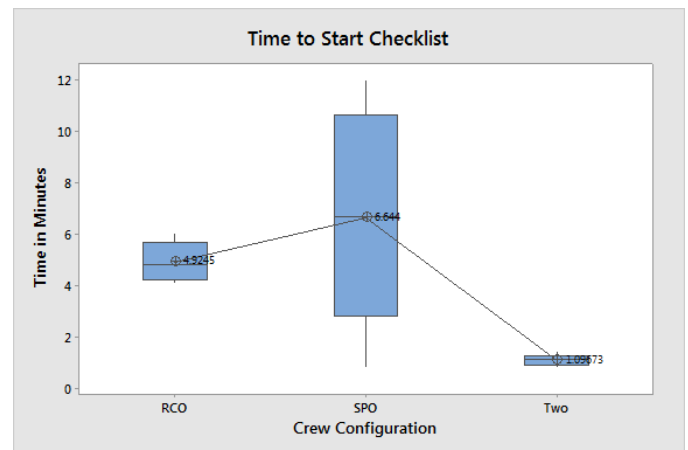 Time to Start Checklist
Time in Minutes
12
10
8
6
4
2
0
4.9245
6.644
1.09673
RCO SPO Two
Crew Configuration